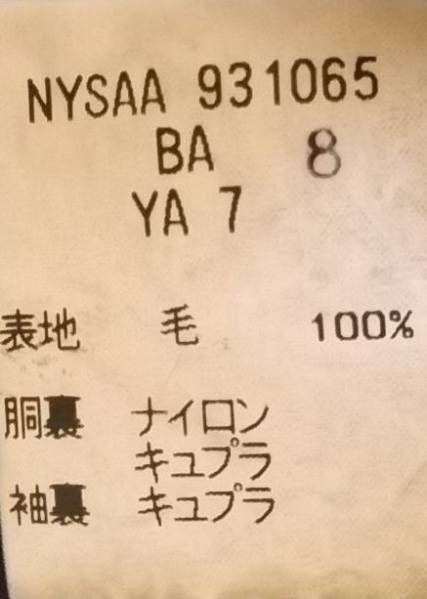 NYSAA 931065
BA 8
YA 7
表地 毛 100%
胴裏 ナイロン
キュプラ
袖裏 キュプラ